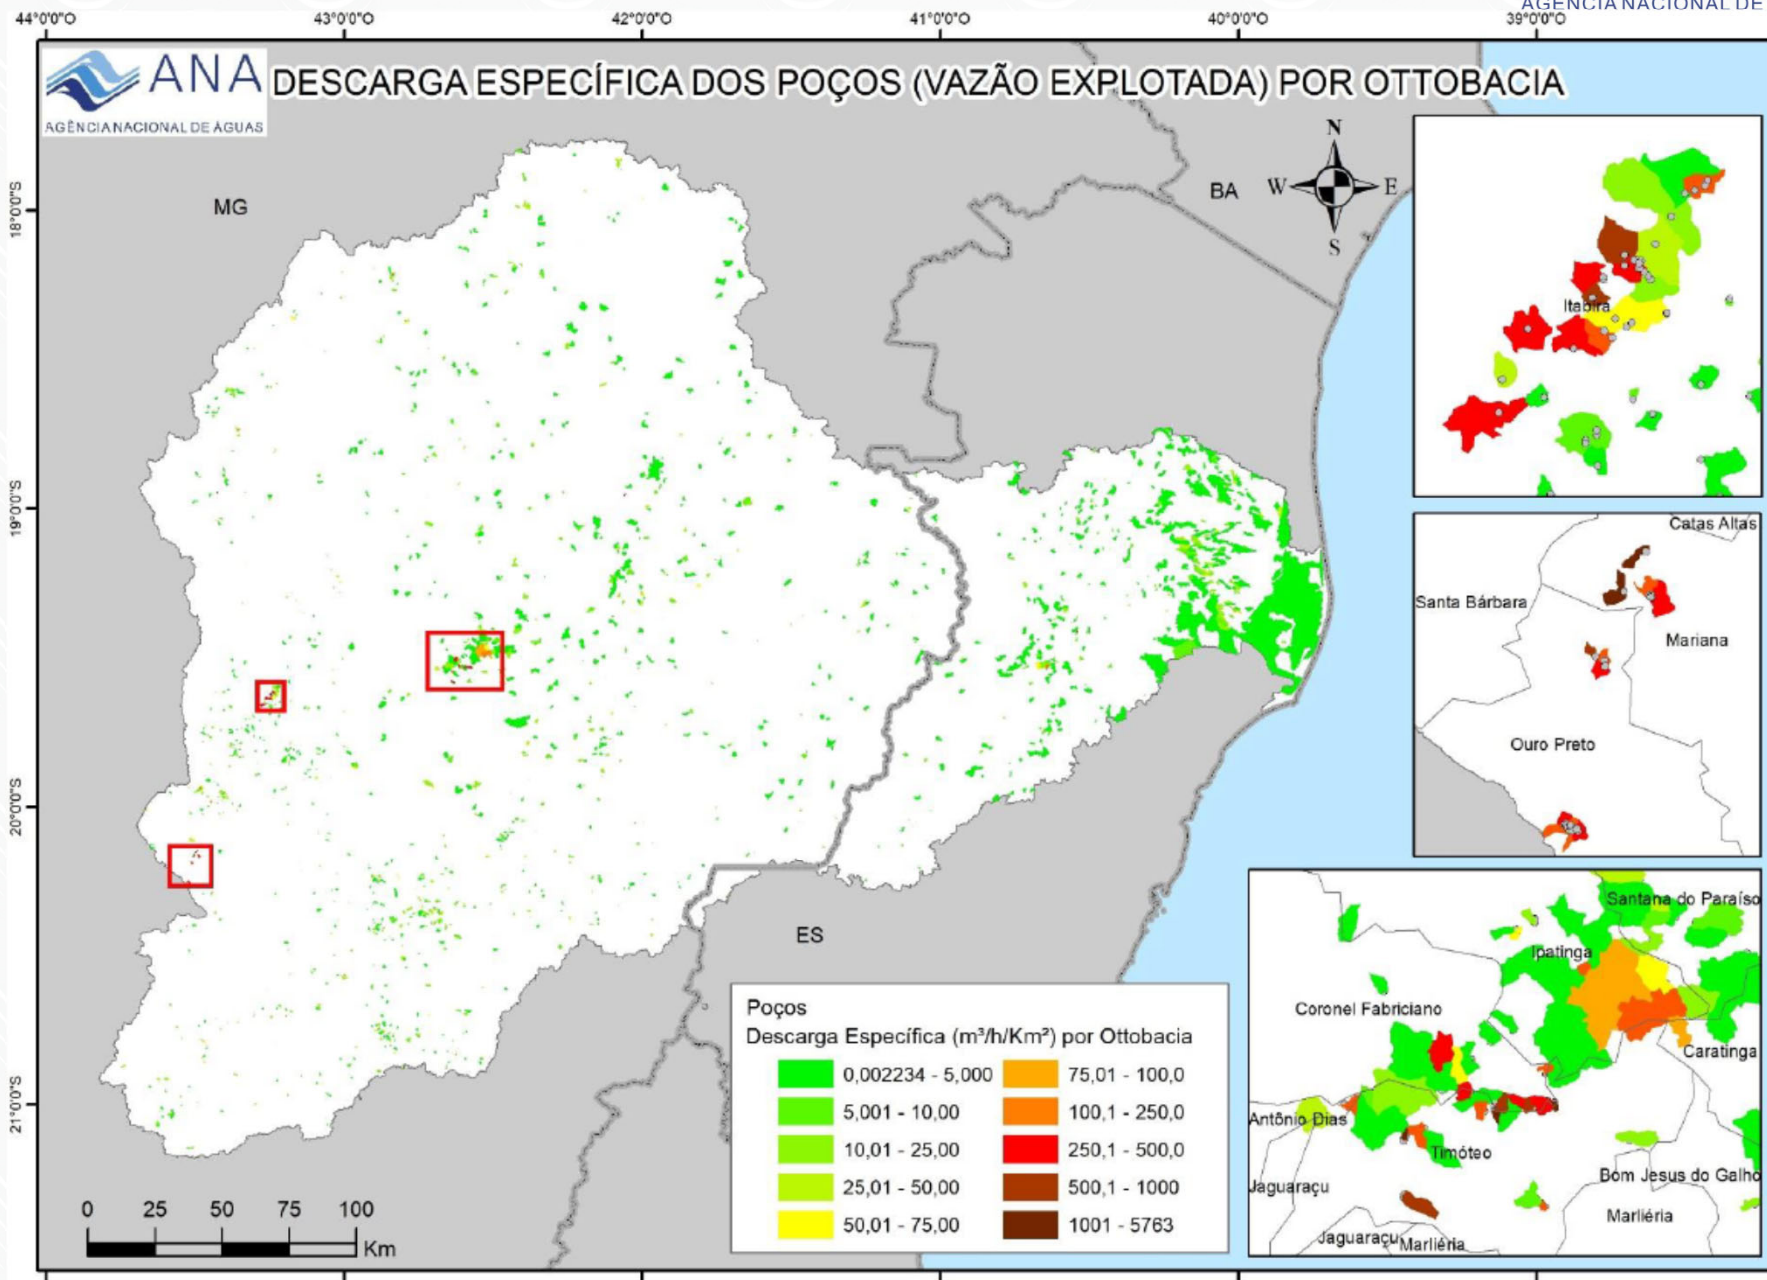 AGÊNCIA NACIONAL DE
44°0'0"O 43°0'0"O 42°0'0"O 41°0'0"O 40°0'0"O 39°0'0"O
ANA
AGÊNCIA NACIONAL DE ÁGUAS
DESCARGA ESPECÍFICA DOS POÇOS (VAZÃO EXPLOTADA) POR OTTOBACIA
N
W E
S
MG
BA
ES
18°0'0"S
19°0'0"S
20°0'0"S
21°0'0"S
Itabira
Catas Altas
Santa Bárbara
Mariana
Ouro Preto
Santana do Paraíso
Ipatinga
Coronel Fabriciano
Caratinga
Antônio Dias
Timóteo
Bom Jesus do Galho
Jaguaraçu
Marliéria
Jaguaraçu
Marliéria
Poços
Descarga Específica (m³/h/Km²) por Ottobacia
0,002234 - 5,000 75,01 - 100,0
5,001 - 10,00 100,1 - 250,0
10,01 - 25,00 250,1 - 500,0
25,01 - 50,00 500,1 - 1000
50,01 - 75,00 1001 - 5763
0 25 50 75 100
Km